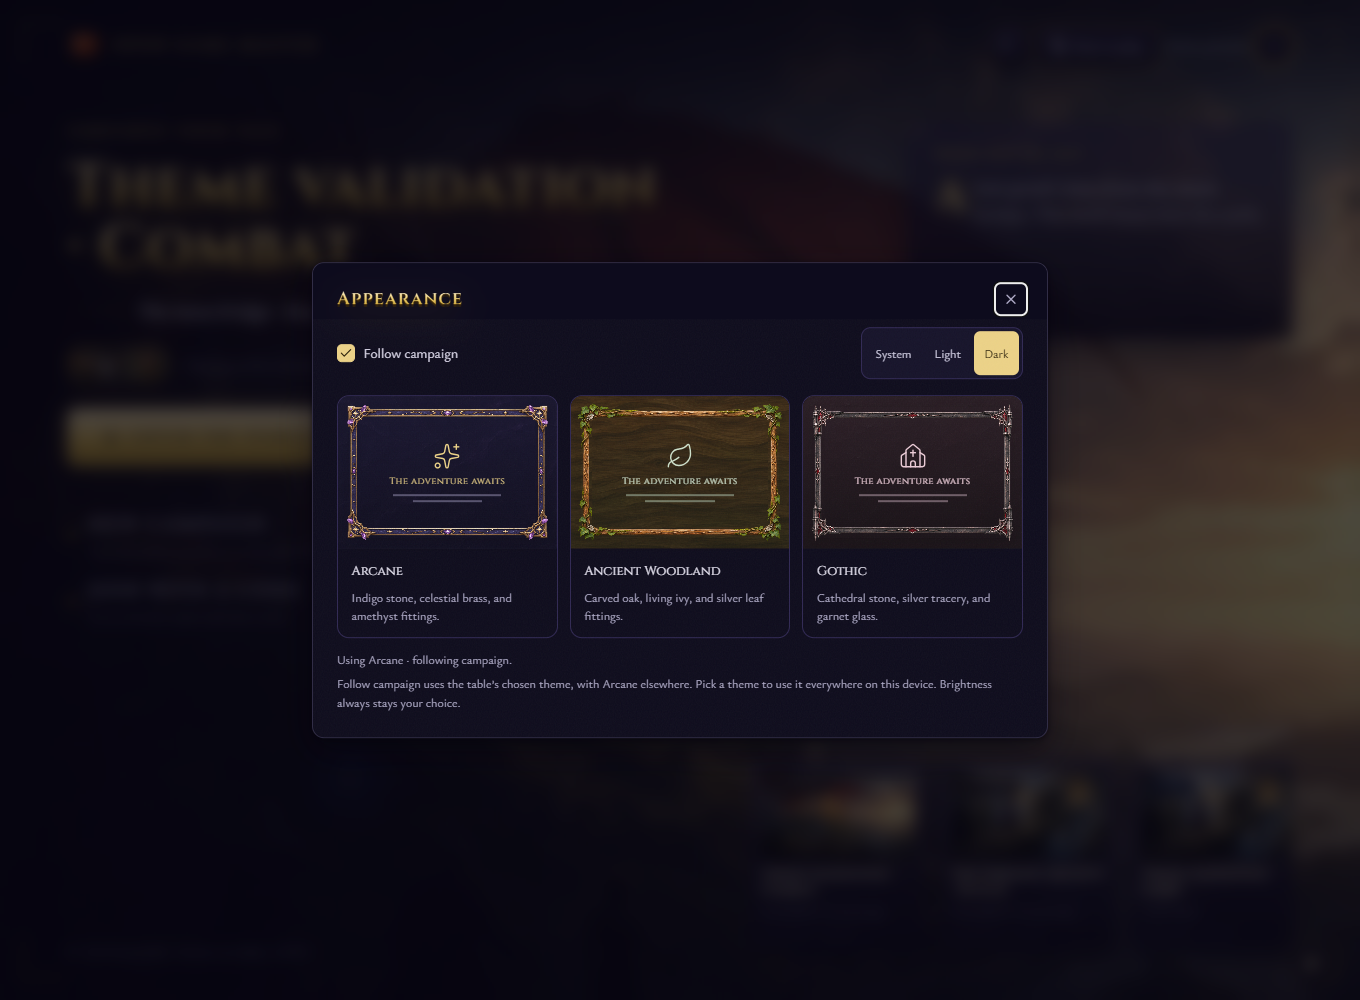 Theme Validation
· Combat
Appearance
Follow campaign
System
Light
Dark
The adventure awaits
The adventure awaits
The adventure awaits
Arcane
Indigo stone, celestial brass, and
amethyst fittings.
Ancient Woodland
Carved oak, living ivy, and silver leaf
fittings.
Gothic
Cathedral stone, silver tracery, and
garnet glass.
Using Arcane · following campaign.
Follow campaign uses the table's chosen theme, with Arcane elsewhere. Pick a theme to use it everywhere on this device. Brightness
always stays your choice.